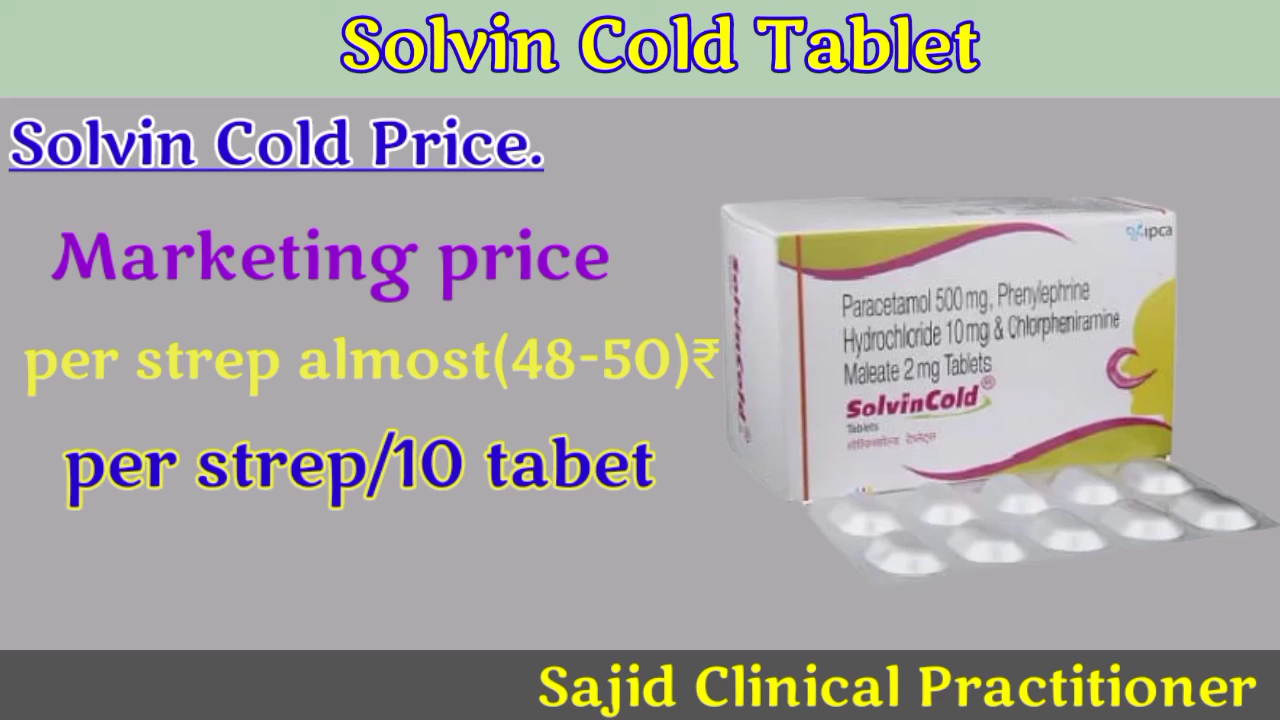 Solvin Cold Tablet
Solvin Cold Price.
Marketing price
per strep almost(48-50)₹
per strep/10 tabet
ipca
Paracetamol 500 mg, Phenylephrine
Hydrochloride 10 mg & Chlorpheniramine
Maleate 2 mg Tablets
SolvinCold®
Tablets
SolvinCold®
Sajid Clinical Practitioner